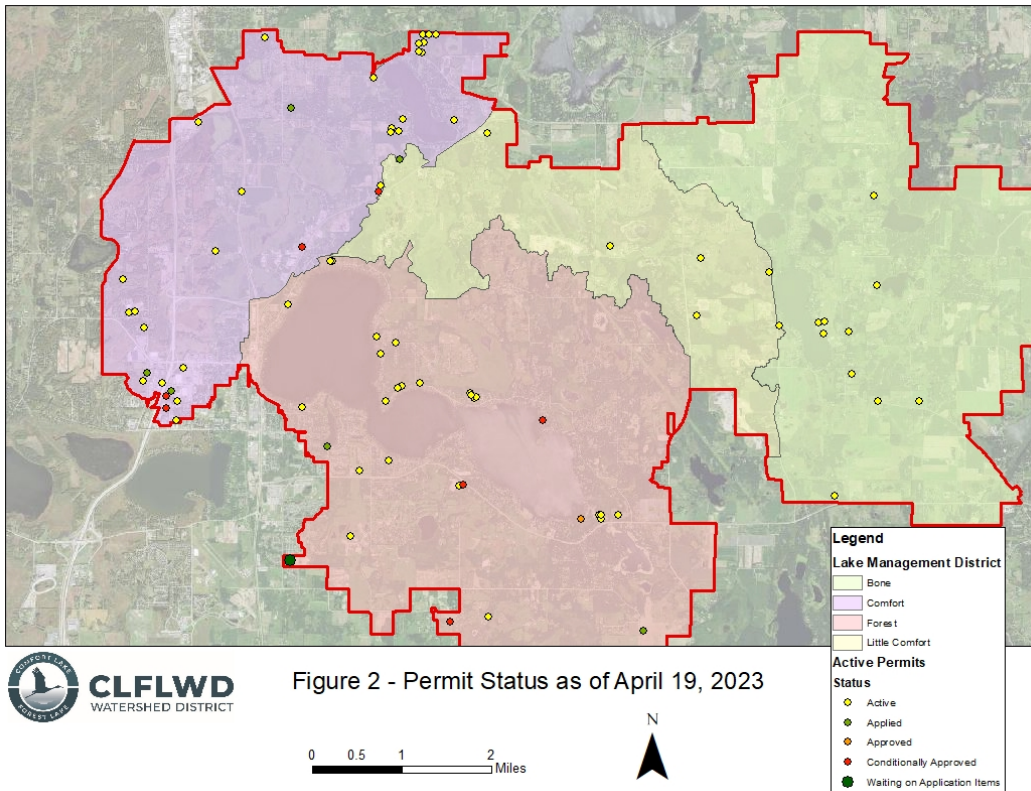 Legend
Lake Management District
Bone
Comfort
Forest
Little Comfort
Active Permits
Status
Active
Applied
Approved
Conditionally Approved
Waiting on Application Items
COMFORT LAKE
FOREST LAKE
CLFLWD
WATERSHED DISTRICT
Figure 2 - Permit Status as of April 19, 2023
0 0.5 1 2
Miles
N